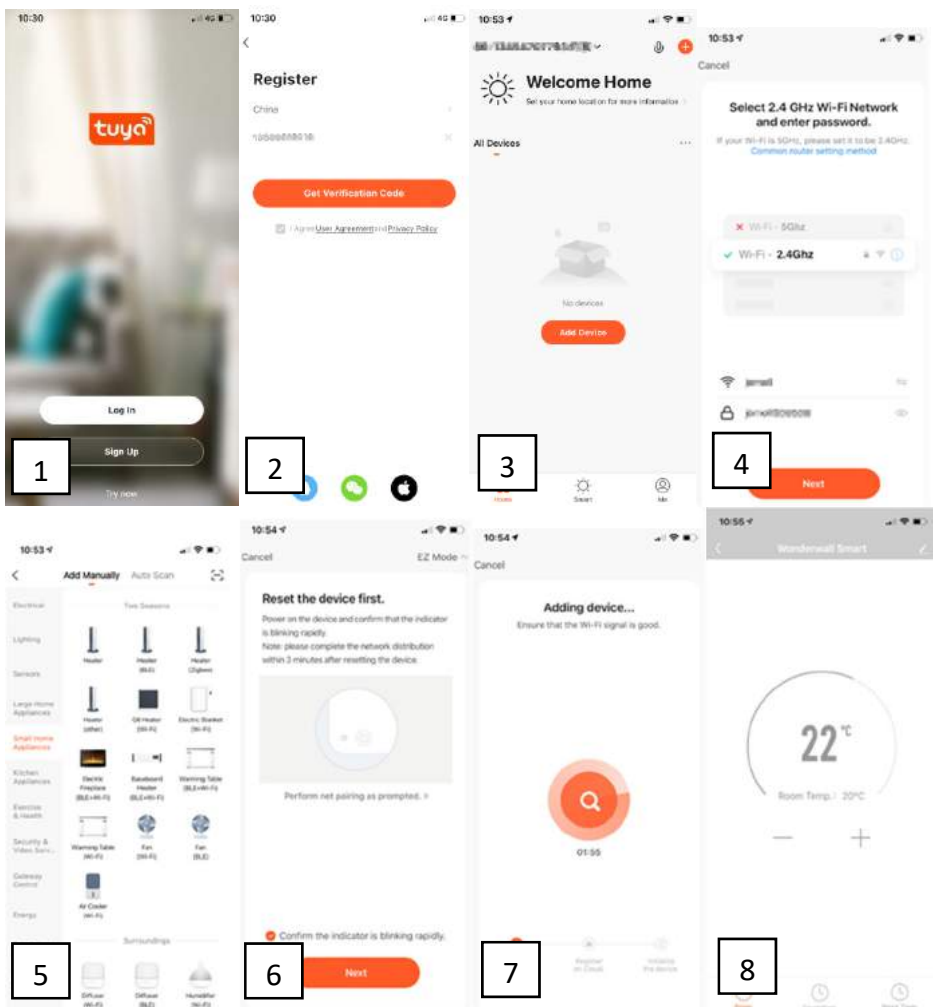 10:30
4G
tuya
Log In
Sign Up
Try now
1
10:30
4G
Register
China
Get Verification Code
I Agree User Agreement and Privacy Policy
2
10:53
Welcome Home
Set your home location for more information
All Devices
No devices
Add Device
Home
Smart
Me
3
10:53
Cancel
Select 2.4 GHz Wi-Fi Network
and enter password.
If your Wi-Fi is 5GHz, please set it to be 2.4GHz.
Common router setting method
Wi-Fi - 5Ghz
Wi-Fi - 2.4Ghz
Next
4
10:53
Add Manually
Auto Scan
Electrical
Two Seasons
Lighting
Sensors
Large Home
Appliances
Small Home
Appliances
Kitchen
Appliances
Exercise
& Health
Security &
Video Serv...
Gateway
Control
Energy
Heater
Heater
(BLE)
Heater
(Zigbee)
Heater
(other)
Oil Heater
(Wi-Fi)
Electric Blanket
(Wi-Fi)
Electric
Fireplace
(BLE+Wi-Fi)
Baseboard
Heater
(BLE+Wi-Fi)
Warming Table
(BLE+Wi-Fi)
Warming Table
(Wi-Fi)
Fan
(Wi-Fi)
Fan
(BLE)
Air Cooler
(Wi-Fi)
Surroundings
Diffuser
(Wi-Fi)
Diffuser
(BLE)
Humidifier
(Wi-Fi)
5
10:54
Cancel
EZ Mode
Reset the device first.
Power on the device and confirm that the indicator
is blinking rapidly.
Note: please complete the network distribution
within 3 minutes after resetting the device.
Perform net pairing as prompted. >
Confirm the indicator is blinking rapidly.
Next
6
10:54
Cancel
Adding device...
Ensure that the Wi-Fi signal is good.
01:55
Register
on Cloud
Initialize
the device
7
10:55
Wonderwall Smart
22 °C
Room Temp.: 20°C
8